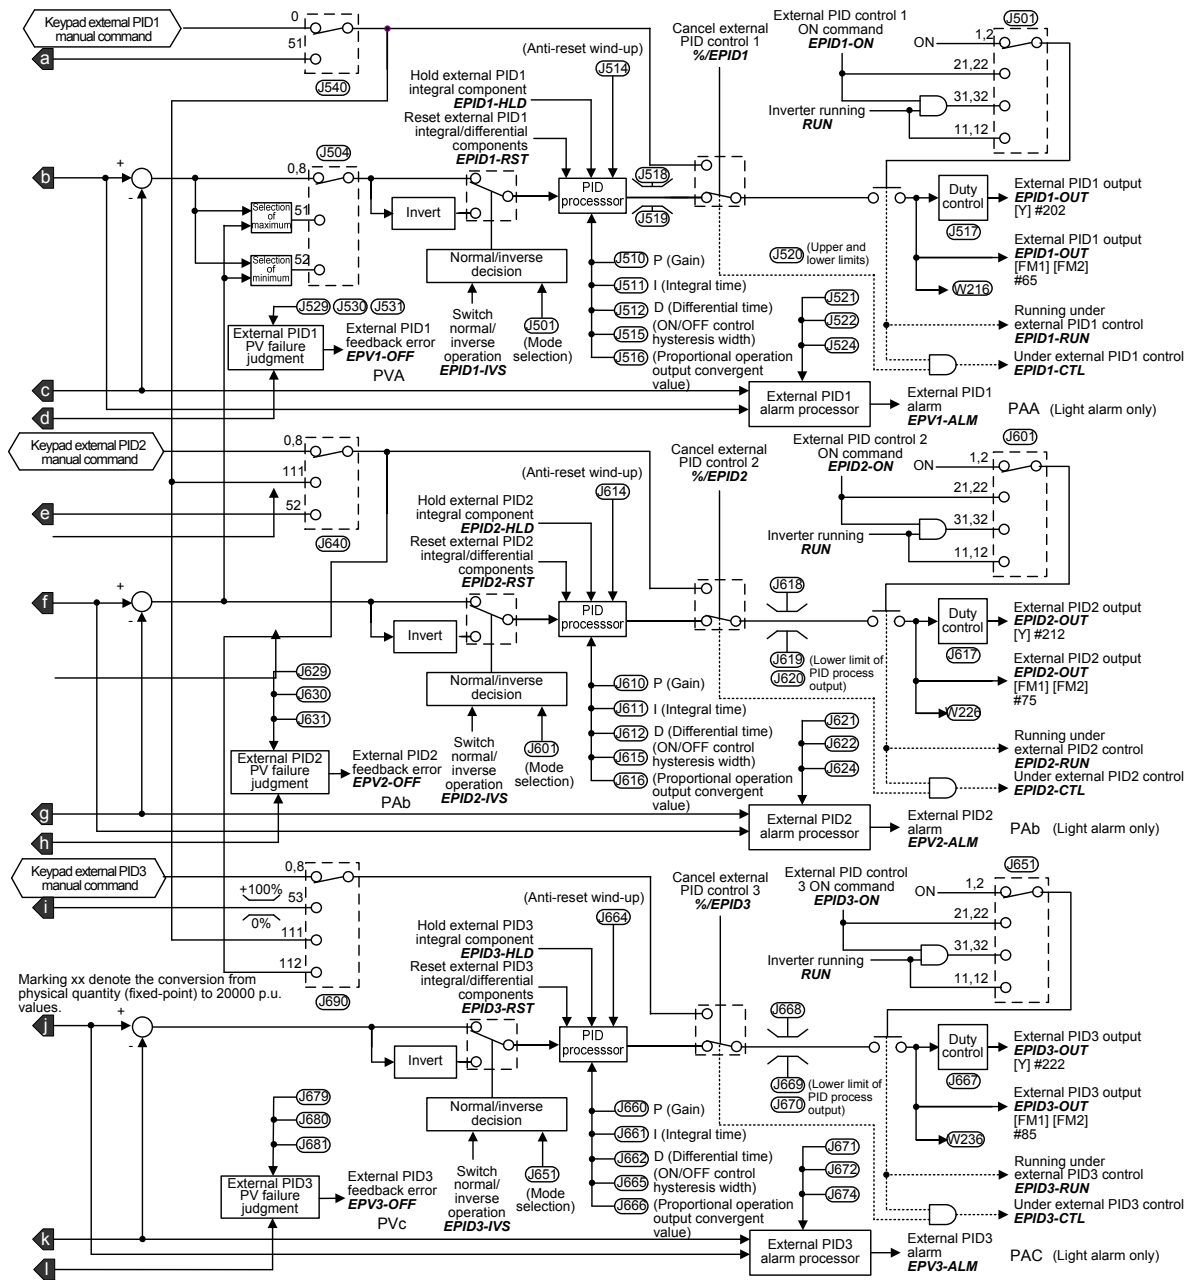 Keypad external PID1
manual command
0
51
a
J540
(Anti-reset wind-up)
J514
Hold external PID1
integral component
EPID1-HLD
Reset external PID1
integral/differential
components
EPID1-RST
Cancel external
PID control 1
%/EPID1
External PID control 1
ON command
EPID1-ON
ON
1,2
J501
21,22
31,32
11,12
Inverter running
RUN
b
+
-
J504
0,8
51
52
Selection
of
maximum
Selection
of
minimum
Invert
PID
processsor
J518
J519
Normal/inverse
decision
Switch
normal/
inverse
operation
EPID1-IVS
J501
(Mode
selection)
J510 P (Gain)
J511 I (Integral time)
J512 D (Differential time)
J515 (ON/OFF control
hysteresis width)
J516 (Proportional operation
output convergent
value)
J520 (Upper and
lower limits)
J521
J522
J524
Duty
control
J517
External PID1 output
EPID1-OUT
[Y] #202
External PID1 output
EPID1-OUT
[FM1] [FM2]
#65
W216
Running under
external PID1 control
EPID1-RUN
Under external PID1 control
EPID1-CTL
J529 J530 J531
External PID1
PV failure
judgment
External PID1
feedback error
EPV1-OFF
PVA
c
d
External PID1
alarm processor
External PID1
alarm
EPV1-ALM
PAA (Light alarm only)
Keypad external PID2
manual command
0,8
111
52
e
J640
(Anti-reset wind-up)
J614
Hold external PID2
integral component
EPID2-HLD
Reset external PID2
integral/differential
components
EPID2-RST
Cancel external
PID control 2
%/EPID2
External PID control 2
ON command
EPID2-ON
ON
1,2
J601
21,22
31,32
11,12
Inverter running
RUN
f
+
-
Invert
PID
processsor
J618
J619 (Lower limit of
J620 PID process
output)
Normal/inverse
decision
Switch
normal/
inverse
operation
EPID2-IVS
J601
(Mode
selection)
J610 P (Gain)
J611 I (Integral time)
J612 D (Differential time)
J615 (ON/OFF control
hysteresis width)
J616 (Proportional operation
output convergent
value)
J621
J622
J624
Duty
control
J617
External PID2 output
EPID2-OUT
[Y] #212
External PID2 output
EPID2-OUT
[FM1] [FM2]
#75
W226
Running under
external PID2 control
EPID2-RUN
Under external PID2 control
EPID2-CTL
J629
J630
J631
External PID2
PV failure
judgment
External PID2
feedback error
EPV2-OFF
PAb
g
h
External PID2
alarm processor
External PID2
alarm
EPV2-ALM
PAb (Light alarm only)
Keypad external PID3
manual command
0,8
+100%
53
0%
111
112
i
J690
Marking xx denote the conversion from
physical quantity (fixed-point) to 20000 p.u.
values.
(Anti-reset wind-up)
J664
Hold external PID3
integral component
EPID3-HLD
Reset external PID3
integral/differential
components
EPID3-RST
Cancel external
PID control 3
%/EPID3
External PID control
3 ON command
EPID3-ON
ON
1,2
J651
21,22
31,32
11,12
Inverter running
RUN
j
+
-
Invert
PID
processsor
J668
J669 (Lower limit of
J670 PID process
output)
Normal/inverse
decision
Switch
normal/
inverse
operation
EPID3-IVS
J651
(Mode
selection)
J660 P (Gain)
J661 I (Integral time)
J662 D (Differential time)
J665 (ON/OFF control
hysteresis width)
J666 (Proportional operation
output convergent
value)
J671
J672
J674
Duty
control
J667
External PID3 output
EPID3-OUT
[Y] #222
External PID3 output
EPID3-OUT
[FM1] [FM2]
#85
W236
Running under
external PID3 control
EPID3-RUN
Under external PID3 control
EPID3-CTL
J679
J680
J681
External PID3
PV failure
judgment
External PID3
feedback error
EPV3-OFF
PVc
k
l
External PID3
alarm processor
External PID3
alarm
EPV3-ALM
PAC (Light alarm only)